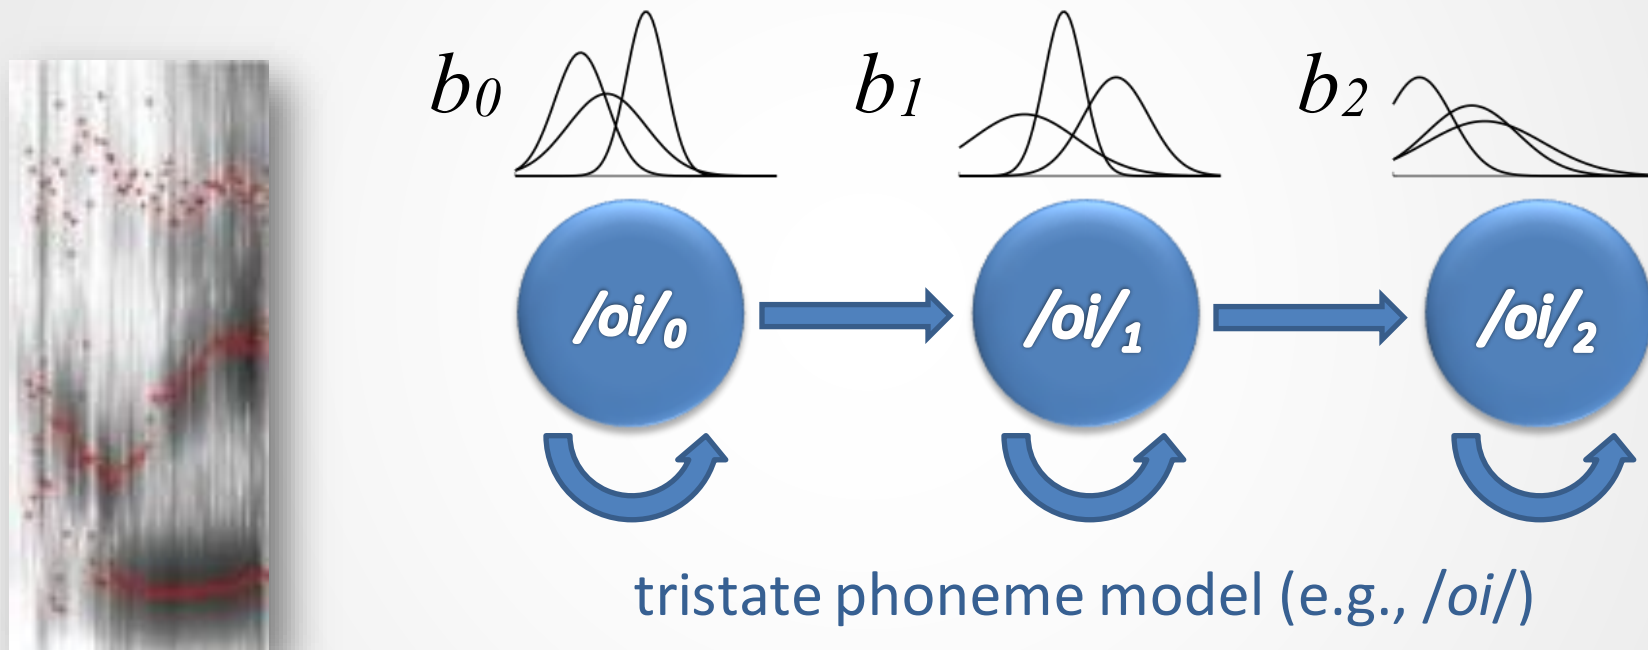 b0 b1 b2
/oi/0 /oi/1 /oi/2
tristate phoneme model (e.g., /oi/)